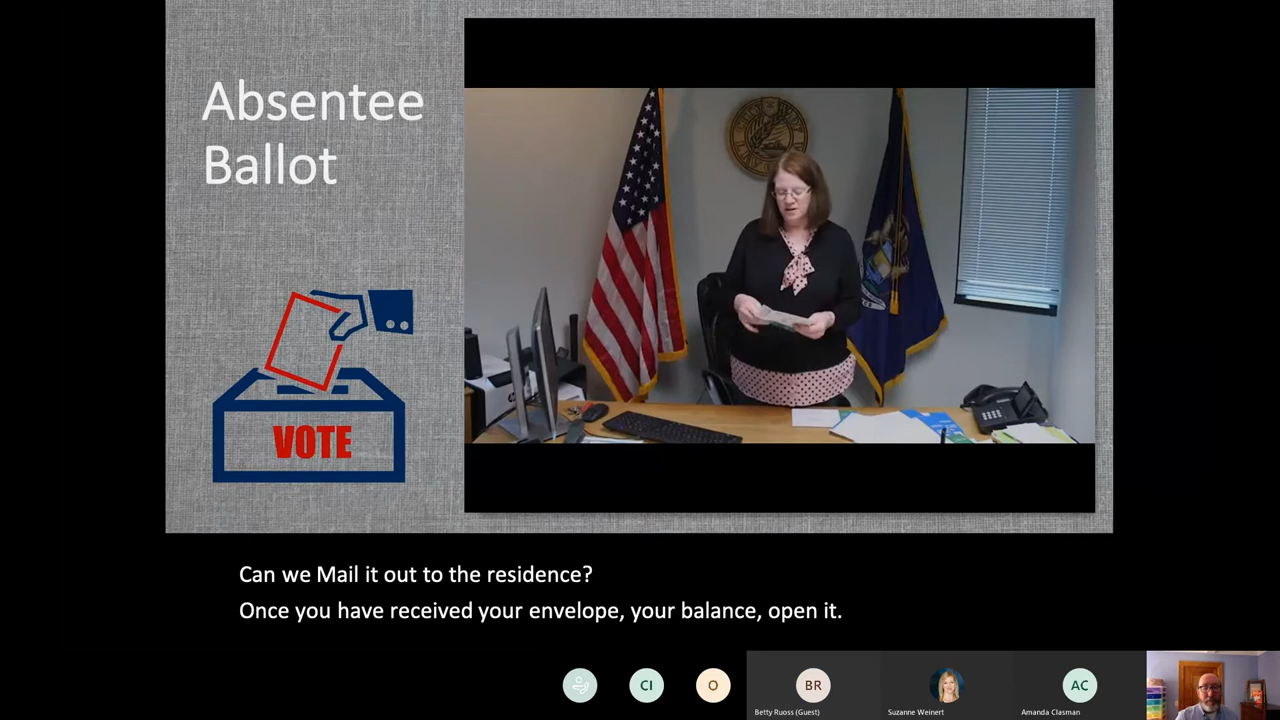 Absentee
Ballot
VOTE
Can we Mail it out to the residence?
Once you have received your envelope, your balance, open it.
CI
O
BR
AC
Betty Ruoss (Guest)
Suzanne Weinert
Amanda Clasman